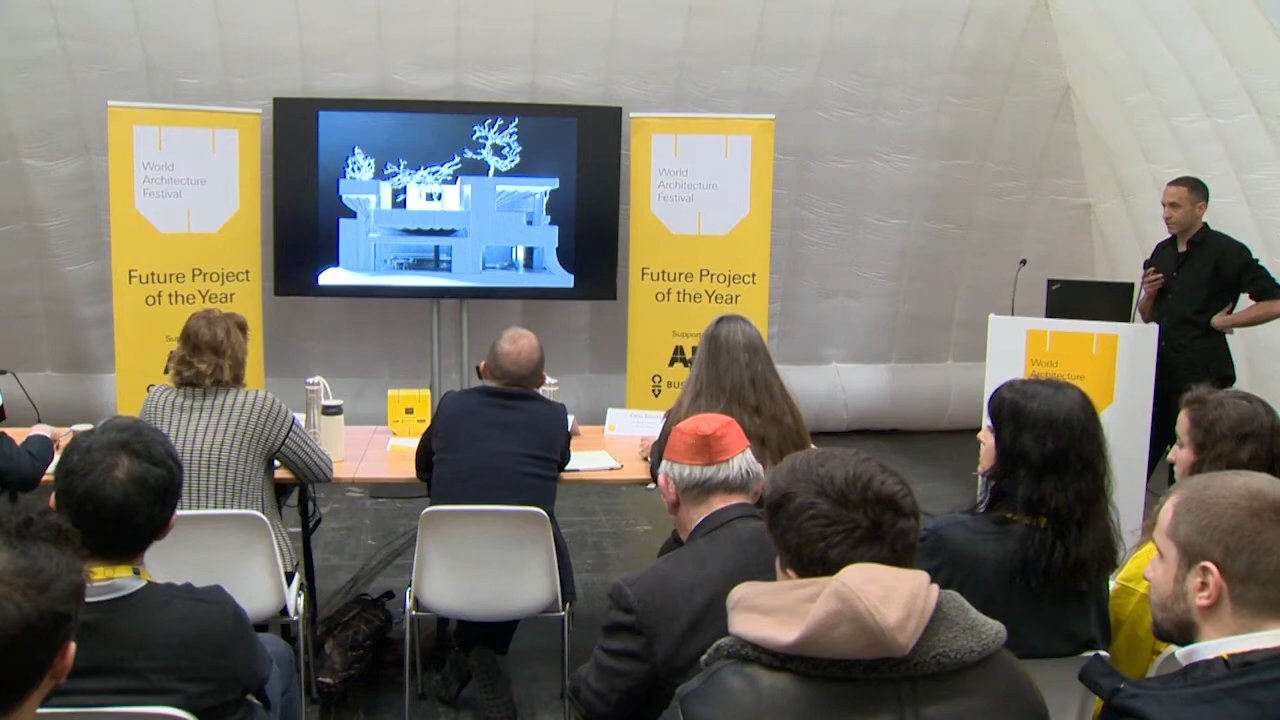 World
Architecture
Festival
Future Project
of the Year
World
Architecture
Festival
Future Project
of the Year
World
Architecture